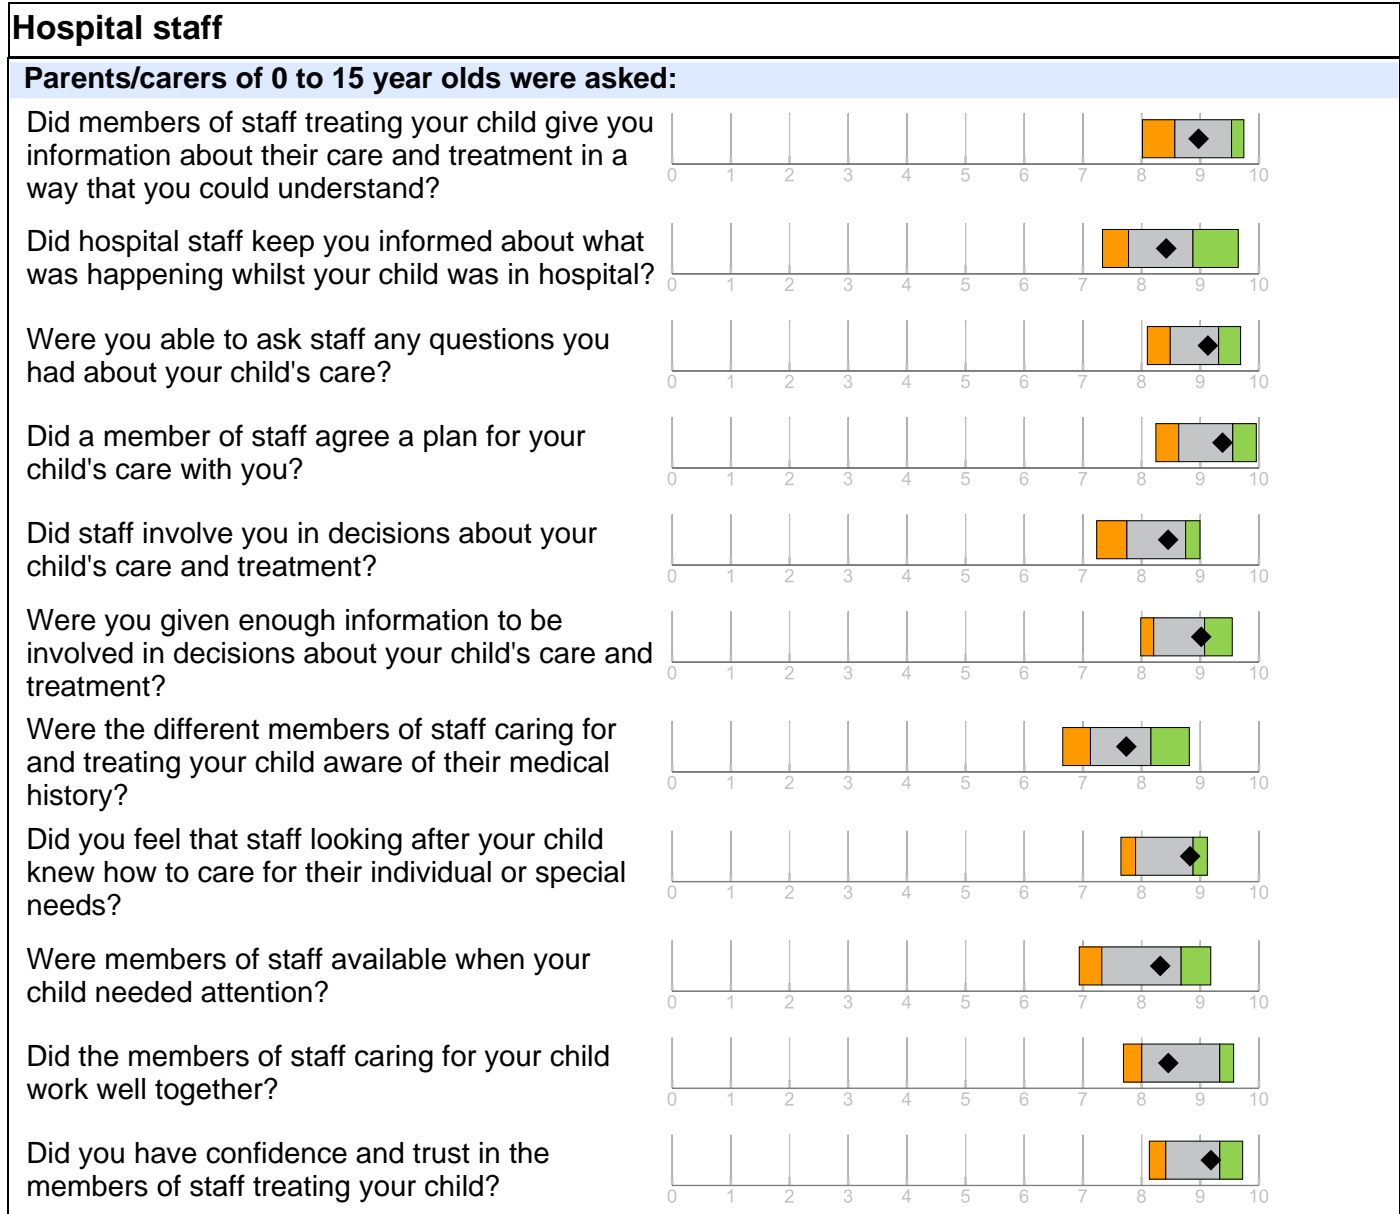 Hospital staff
Parents/carers of 0 to 15 year olds were asked:
Did members of staff treating your child give you
information about their care and treatment in a
way that you could understand?
0 1 2 3 4 5 6 7 8 9 10
Did hospital staff keep you informed about what
was happening whilst your child was in hospital?
0 1 2 3 4 5 6 7 8 9 10
Were you able to ask staff any questions you
had about your child's care?
0 1 2 3 4 5 6 7 8 9 10
Did a member of staff agree a plan for your
child's care with you?
0 1 2 3 4 5 6 7 8 9 10
Did staff involve you in decisions about your
child's care and treatment?
0 1 2 3 4 5 6 7 8 9 10
Were you given enough information to be
involved in decisions about your child's care and
treatment?
0 1 2 3 4 5 6 7 8 9 10
Were the different members of staff caring for
and treating your child aware of their medical
history?
0 1 2 3 4 5 6 7 8 9 10
Did you feel that staff looking after your child
knew how to care for their individual or special
needs?
0 1 2 3 4 5 6 7 8 9 10
Were members of staff available when your
child needed attention?
0 1 2 3 4 5 6 7 8 9 10
Did the members of staff caring for your child
work well together?
0 1 2 3 4 5 6 7 8 9 10
Did you have confidence and trust in the
members of staff treating your child?
0 1 2 3 4 5 6 7 8 9 10